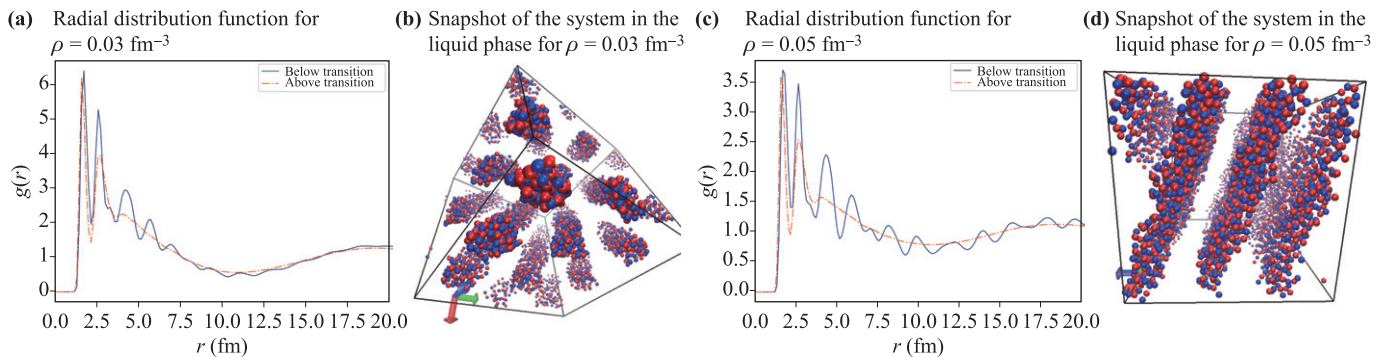 (a) Radial distribution function for
ρ = 0.03 fm⁻³
6
5
4
3
2
1
0
g(r)
Below transition
Above transition
0.0 2.5 5.0 7.5 10.0 12.5 15.0 17.5 20.0
r (fm)
(b) Snapshot of the system in the
liquid phase for ρ = 0.03 fm⁻³
(c) Radial distribution function for
ρ = 0.05 fm⁻³
3.5
3.0
2.5
2.0
1.5
1.0
0.0
g(r)
Below transition
Above transition
0.0 2.5 5.0 7.5 10.0 12.5 15.0 17.5 20.0
r (fm)
(d) Snapshot of the system in the
liquid phase for ρ = 0.05 fm⁻³